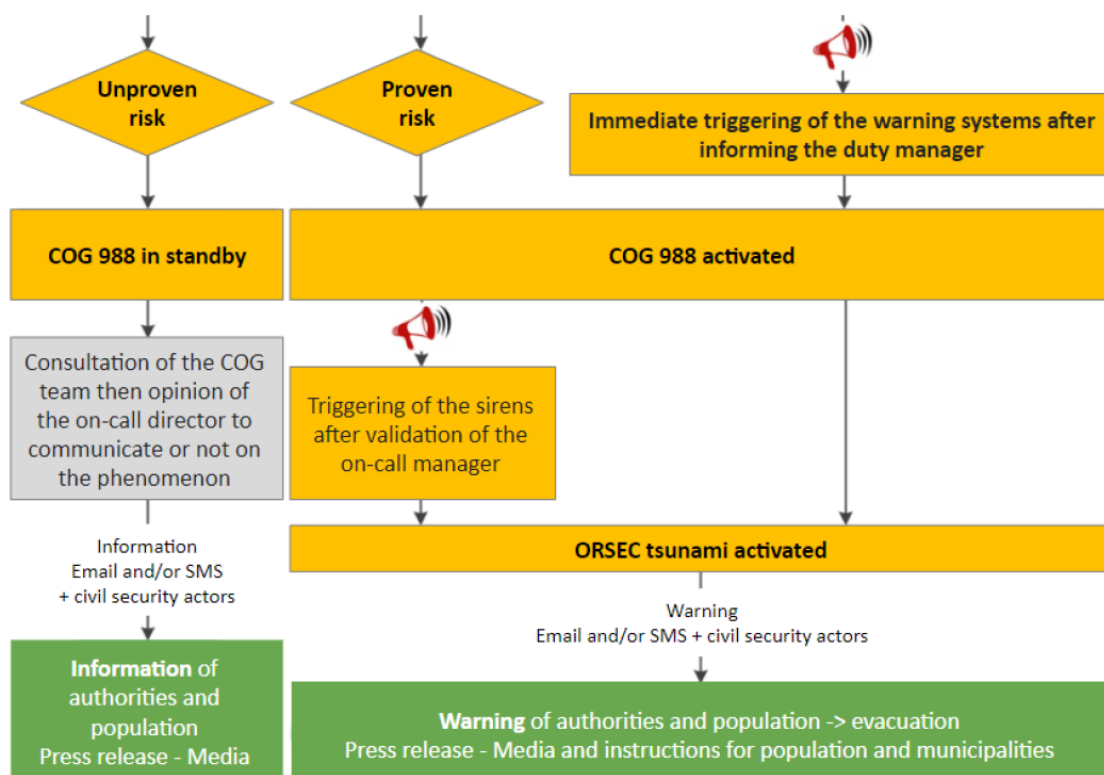 Unproven
risk
Proven
risk
Immediate triggering of the warning systems after
informing the duty manager
COG 988 in standby
COG 988 activated
Consultation of the COG
team then opinion of
the on-call director to
communicate or not on
the phenomenon
Triggering of the sirens
after validation of the
on-call manager
Information
Email and/or SMS
+ civil security actors
ORSEC tsunami activated
Warning
Email and/or SMS + civil security actors
Information of
authorities and
population
Press release - Media
Warning of authorities and population -> evacuation
Press release - Media and instructions for population and municipalities